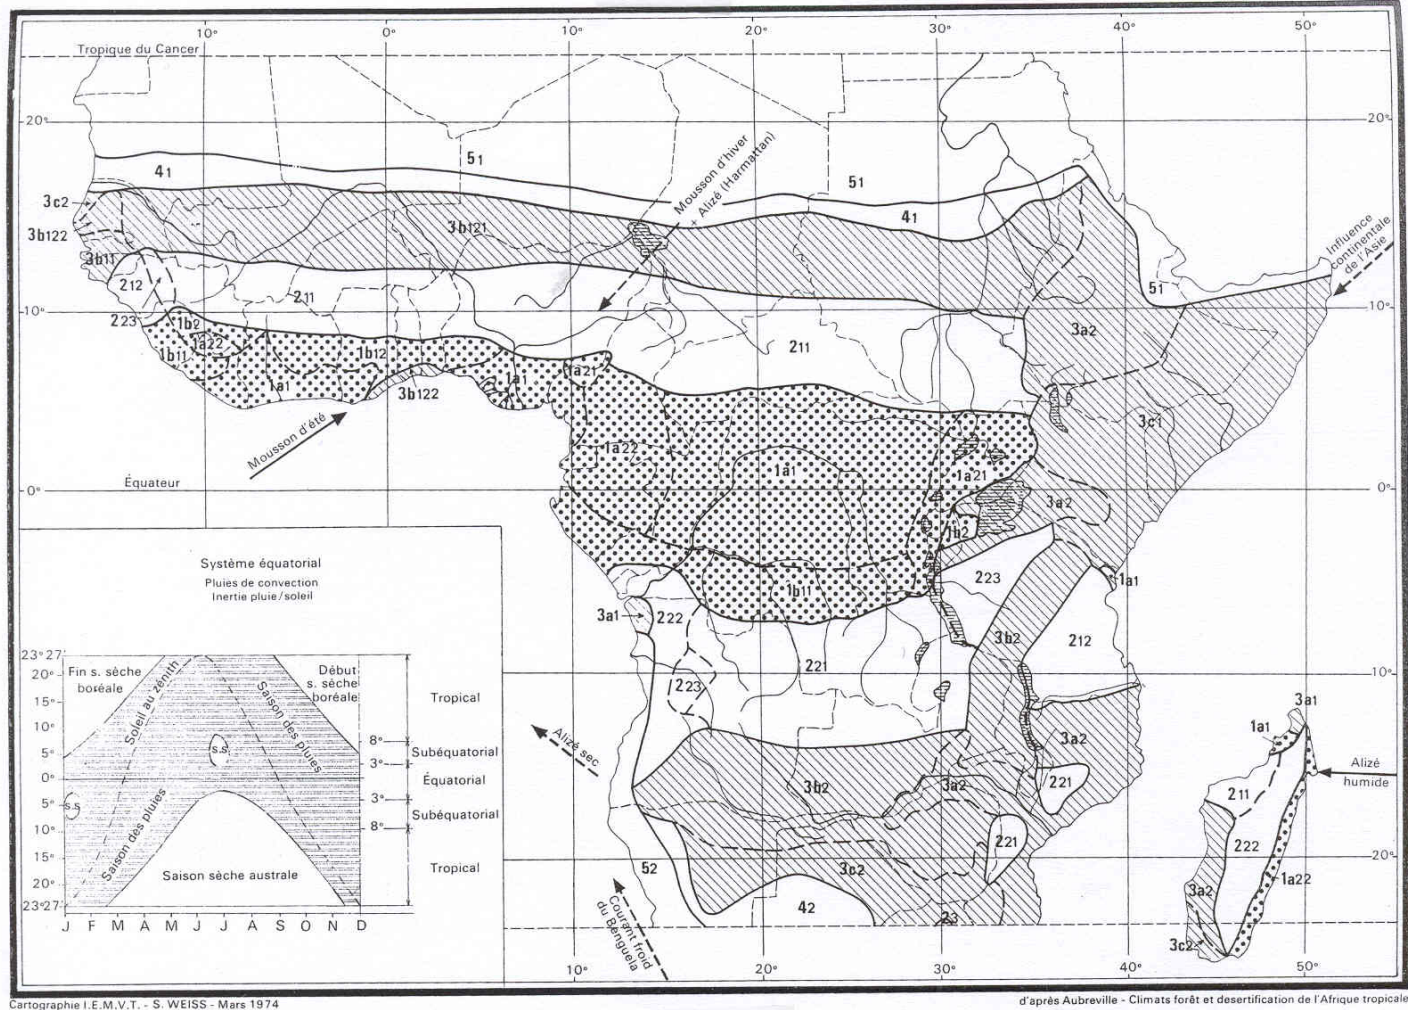 10°
0°
10°
20°
30°
40°
50°
Tropique du Cancer
20°
20°
51
41
51
41
Mousson d'hiver
+ Alizé (Harmattan)
3c2
3b122
3b121
3b11
Influence
continentale
de l'Asie
212
211
51
10°
10°
223
1b2
1a22
1b11
1b12
3a2
211
1a21
1a1
1a1
3b122
3c1
Mousson d'été
1a22
1a1
1a21
Équateur
0°
0°
3a2
1b2
223
1a1
1b11
3a1
222
3b2
212
221
223
10°
10°
3a1
1a1
3a2
Alizé sec
Alizé
humide
3b2
3a2
221
211
221
222
52
3c2
20°
1a22
42
3a2
23
3c2
Courant froid
du Benguela
10°
20°
30°
40°
50°
Système équatorial
Pluies de convection
Inertie pluie/soleil
23°27'
20°
15°
10°
5°
0°
5°
10°
15°
20°
23°27'
Fin s. sèche
boréale
Soleil au zénith
Saison des pluies
Début
s. sèche
boréale
s.s.
s.s
Saison des pluies
Saison sèche australe
8°
3°
3°
8°
Tropical
Subéquatorial
Équatorial
Subéquatorial
Tropical
J F M A M J J A S O N D
Cartographie I.E.M.V.T. - S. WEISS - Mars 1974
d'après Aubreville - Climats forêt et desertification de l'Afrique tropicale